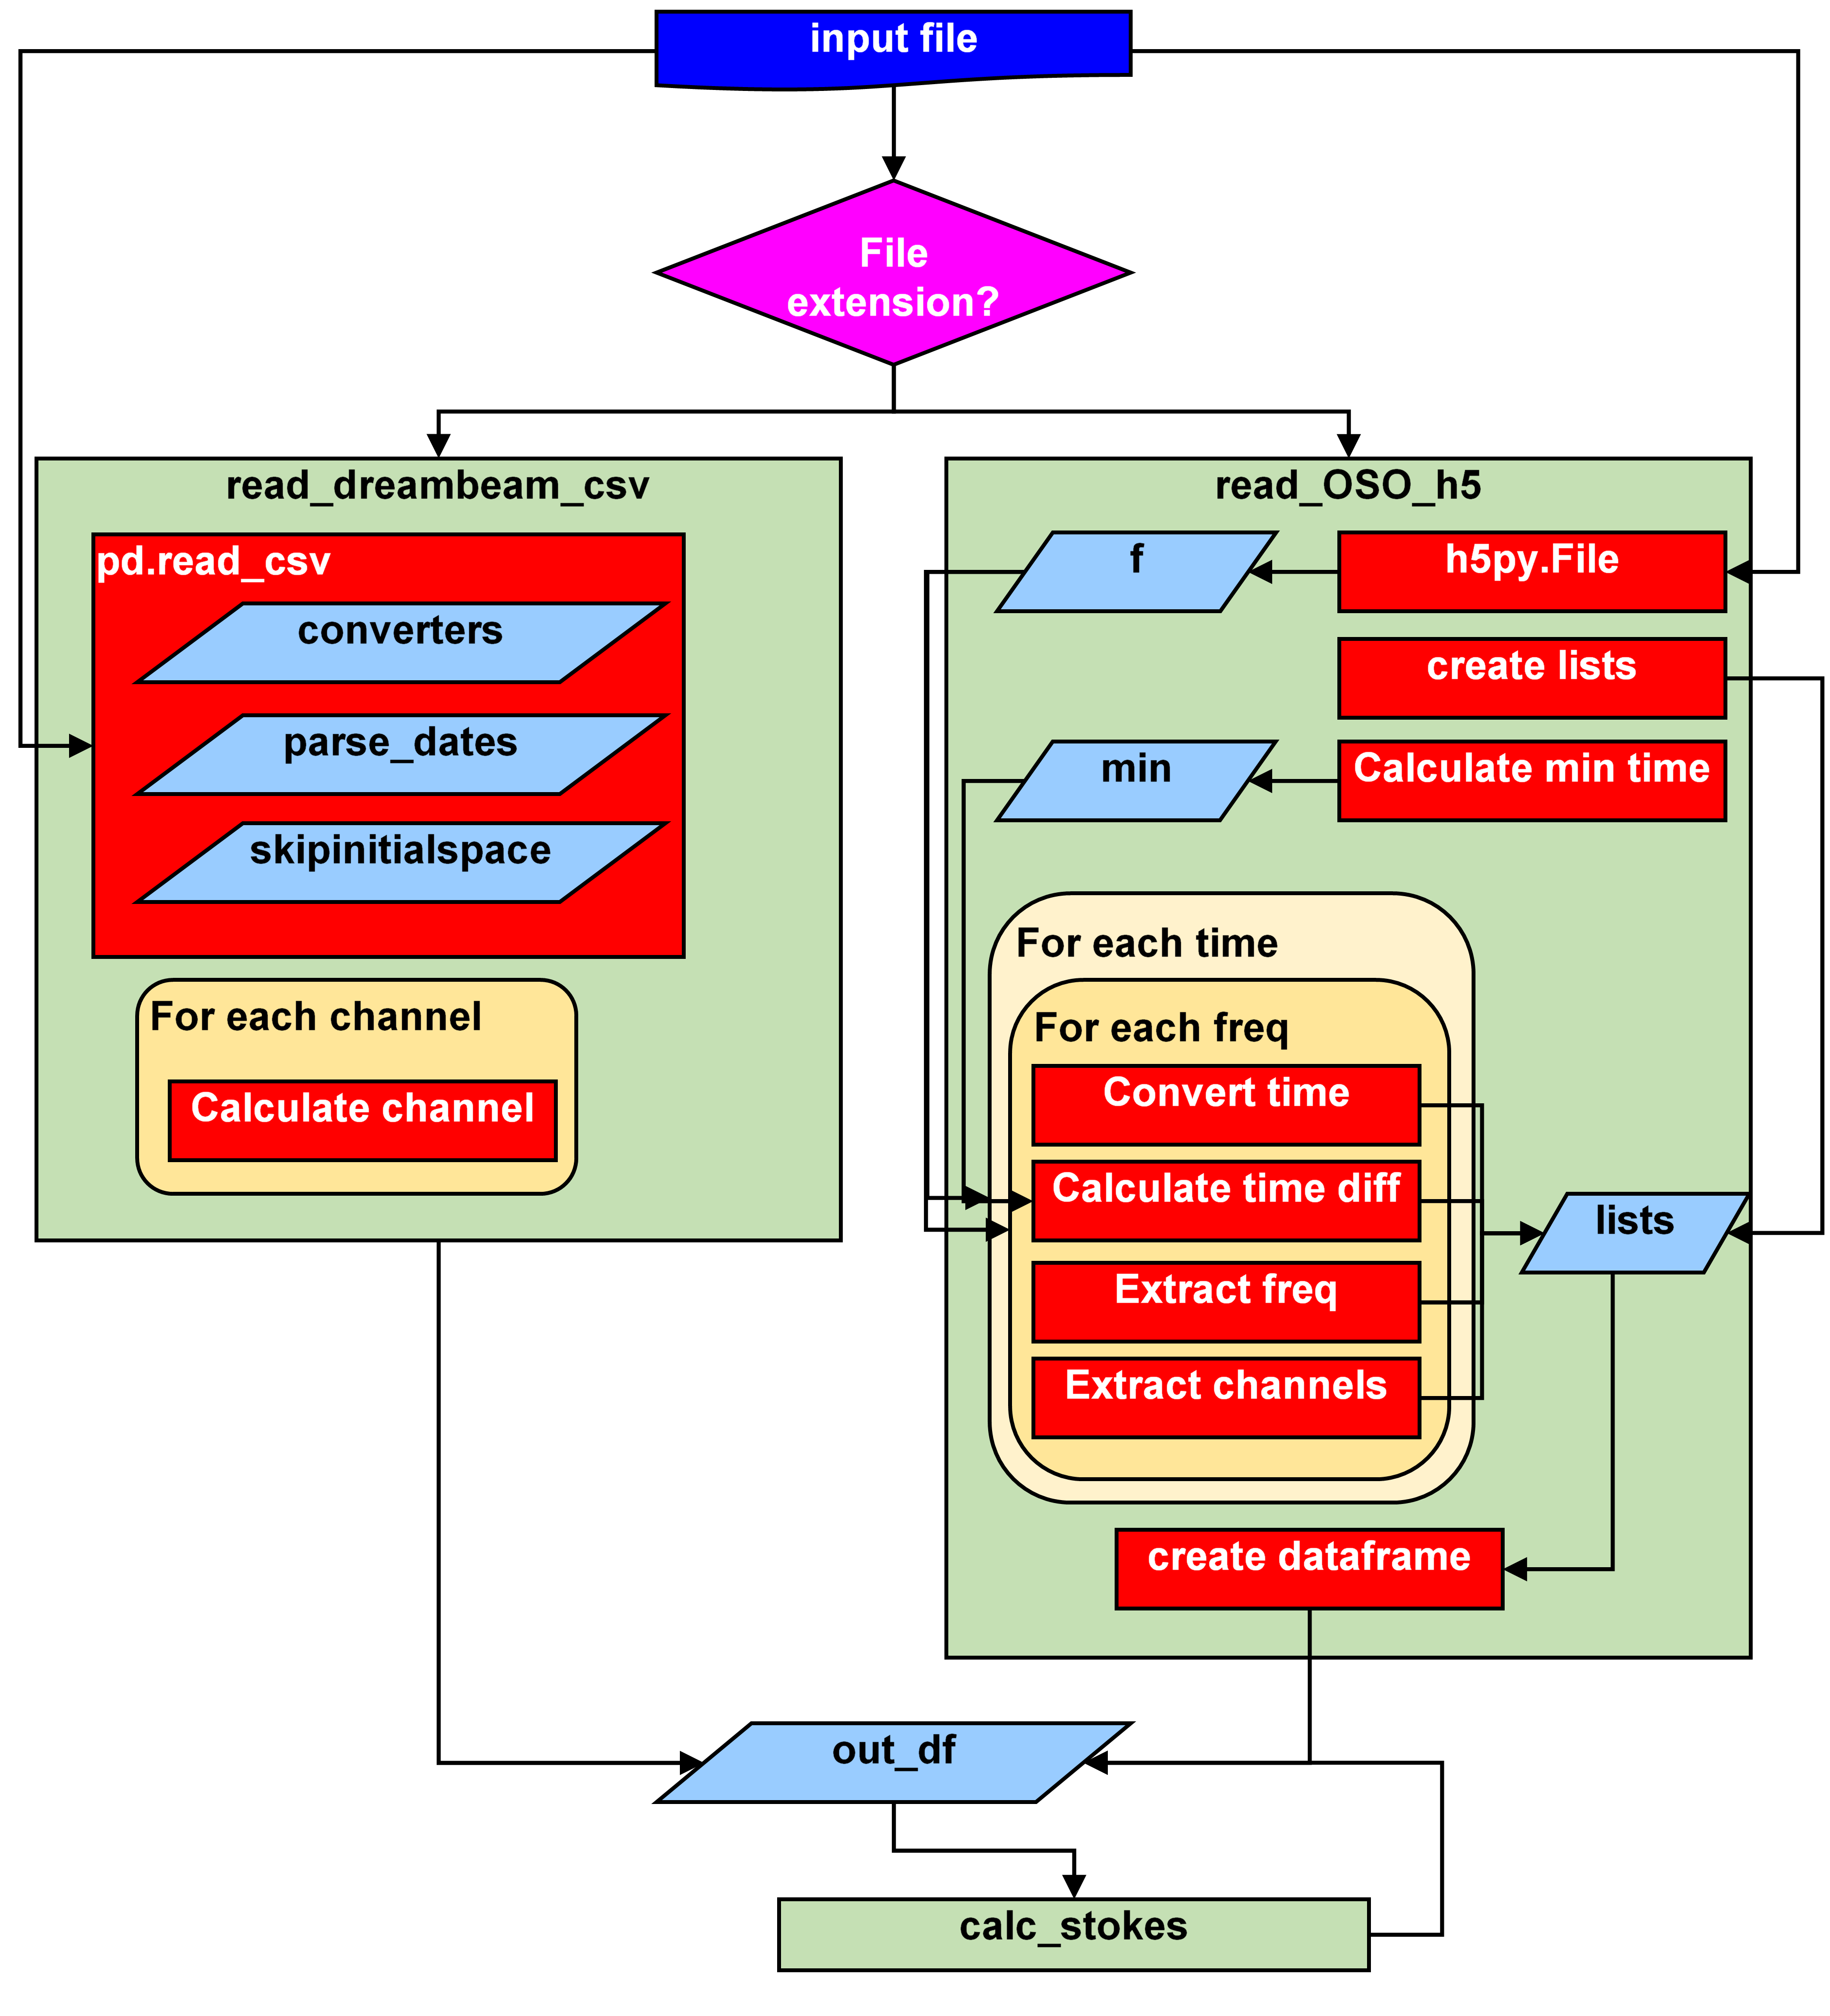 input file
File
extension?
read_dreambeam_csv
pd.read_csv
converters
parse_dates
skipinitialspace
For each channel
Calculate channel
read_OSO_h5
f
h5py.File
create lists
min
Calculate min time
For each time
For each freq
Convert time
Calculate time diff
Extract freq
Extract channels
lists
create dataframe
out_df
calc_stokes